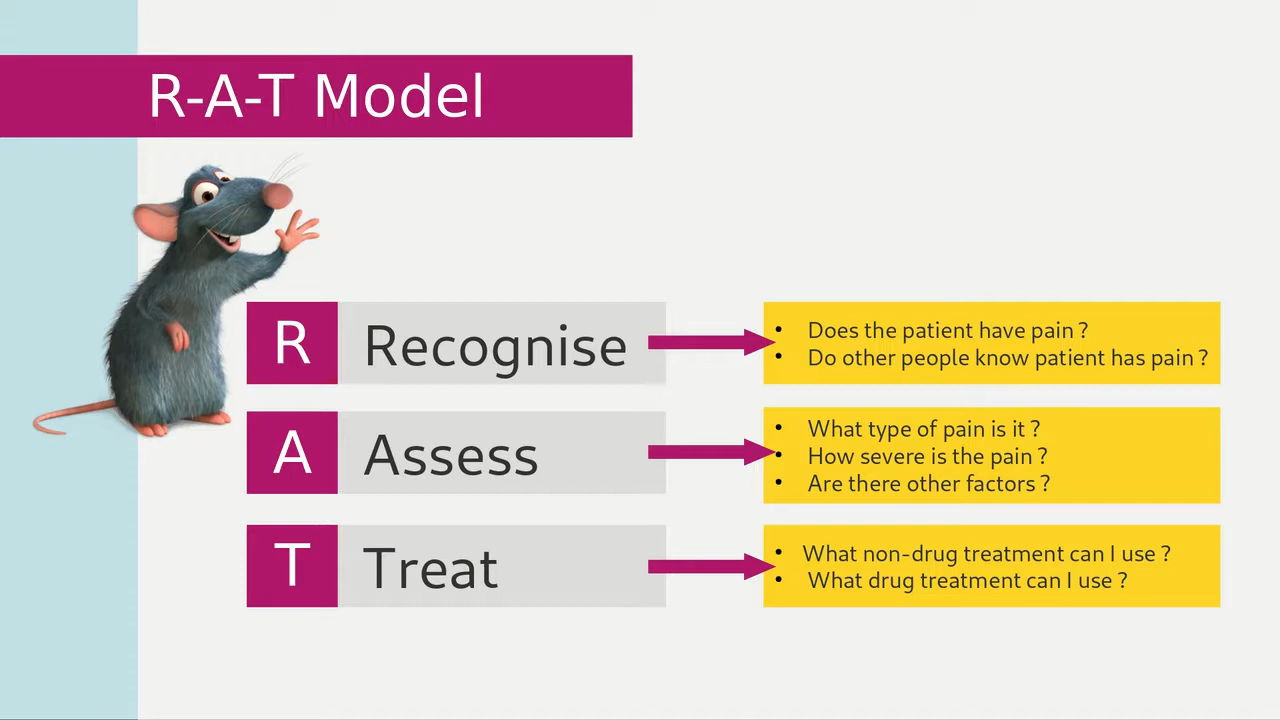 R-A-T Model
R Recognise
• Does the patient have pain ?
• Do other people know patient has pain ?
A Assess
• What type of pain is it ?
• How severe is the pain ?
• Are there other factors ?
T Treat
• What non-drug treatment can I use ?
• What drug treatment can I use ?